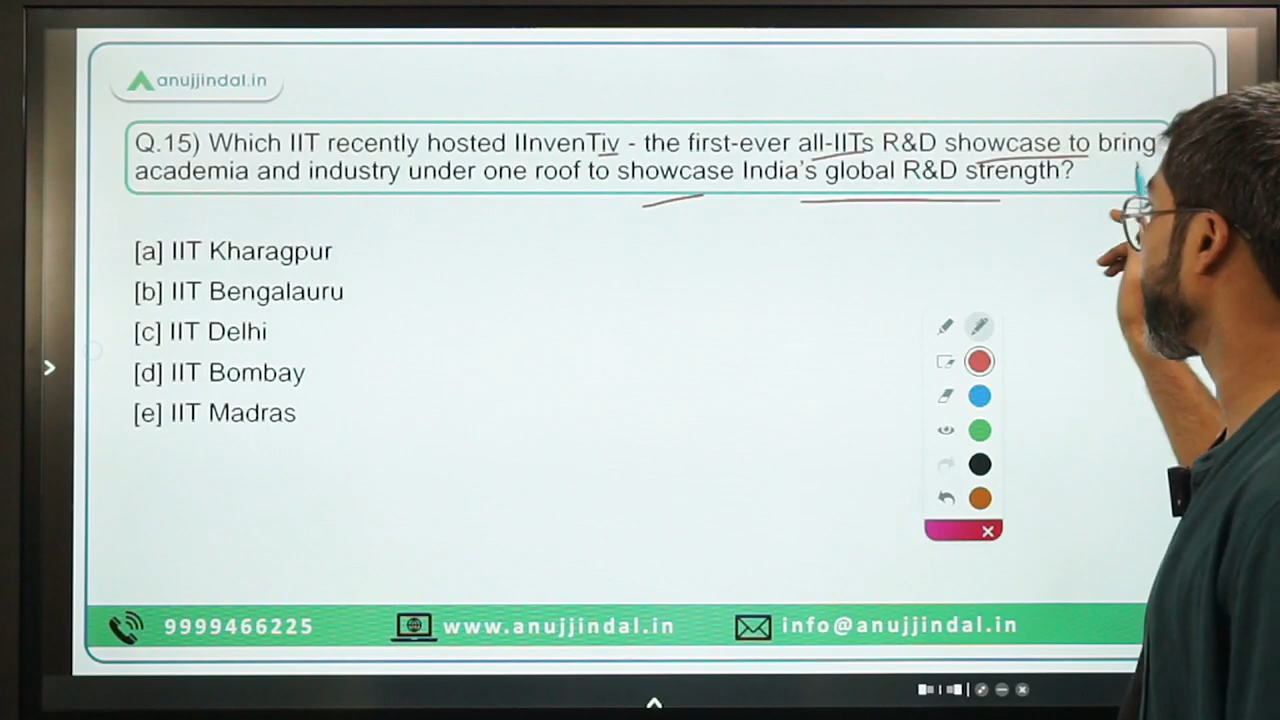 anujjindal.in
Q.15) Which IIT recently hosted IInvenTiv - the first-ever all-IITs R&D showcase to bring
academia and industry under one roof to showcase India's global R&D strength?
[a] IIT Kharagpur
[b] IIT Bengalauru
[c] IIT Delhi
[d] IIT Bombay
[e] IIT Madras
9999466225 www.anujjindal.in info@anujjindal.in